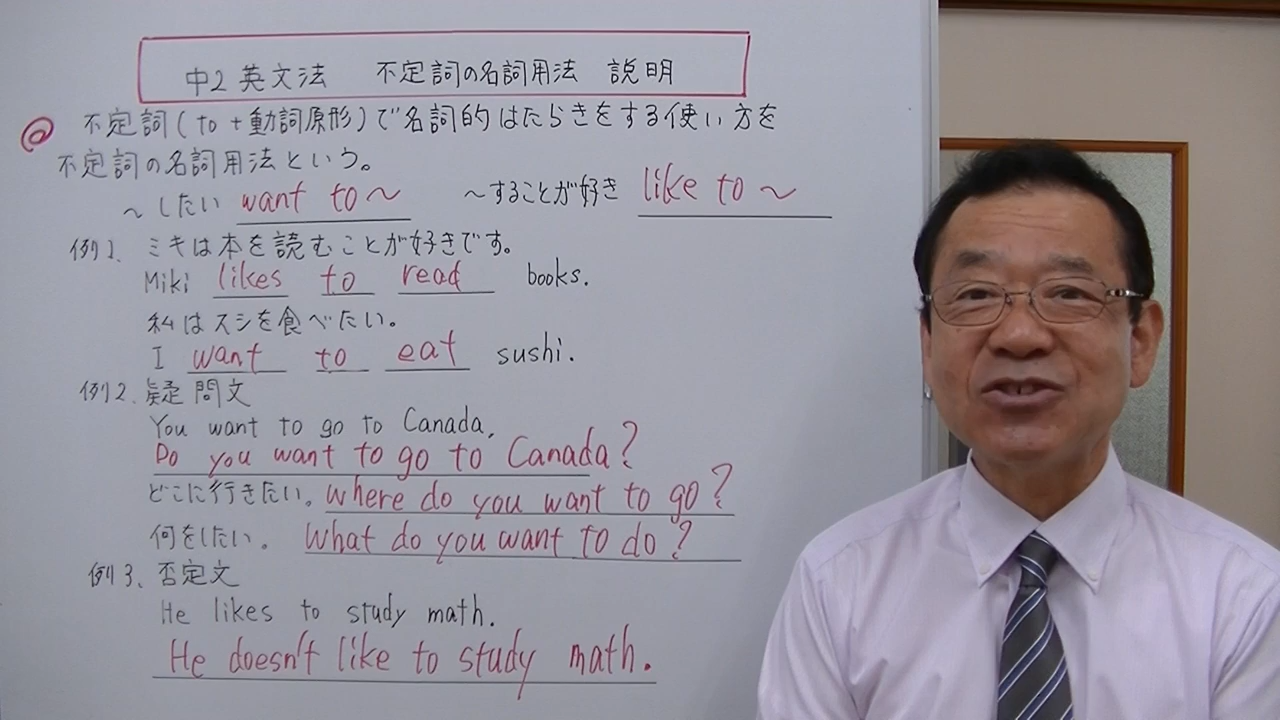 中2 英文法 不定詞の名詞用法 説明
@ 不定詞(to+動詞原形)で名詞的はたらきをする使い方を
不定詞の名詞用法という。
～したい want to～ ～することが好き like to～
例1、ミキは本を読むことが好きです。
Miki likes to read books.
私はスシを食べたい。
I want to eat sushi.
例2、疑問文
You want to go to Canada.
Do you want to go to Canada?
どこに行きたい。where do you want to go?
何をしたい。What do you want to do?
例3、否定文
He likes to study math.
He doesn't like to study math.